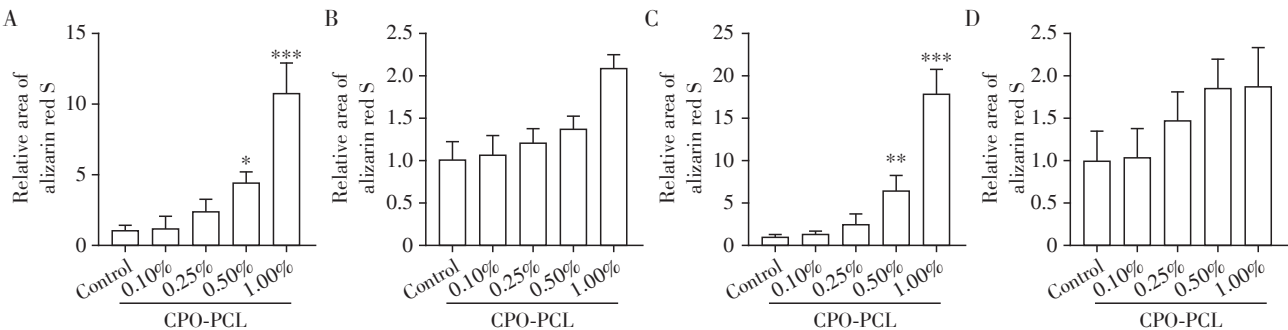 A
Relative area of
alizarin red S
15
10
5
0
*
***
Control
0.10%
0.25%
0.50%
1.00%
CPO-PCL
B
Relative area of
alizarin red S
2.5
2.0
1.5
1.0
0.5
0
Control
0.10%
0.25%
0.50%
1.00%
CPO-PCL
C
Relative area of
alizarin red S
25
20
15
10
5
0
**
***
Control
0.10%
0.25%
0.50%
1.00%
CPO-PCL
D
Relative area of
alizarin red S
2.5
2.0
1.5
1.0
0.5
0
Control
0.10%
0.25%
0.50%
1.00%
CPO-PCL